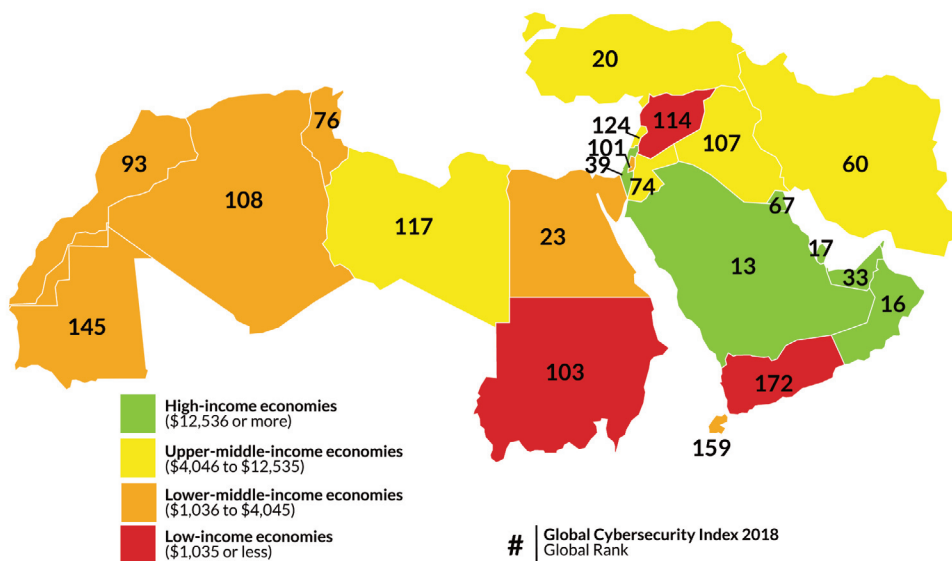 20
76
124
114
93
101
107
39
60
74
108
67
117
23
17
13
33
16
145
103
172
159
High-income economies
($12,536 or more)
Upper-middle-income economies
($4,046 to $12,535)
Lower-middle-income economies
($1,036 to $4,045)
Low-income economies
($1,035 or less)
# Global Cybersecurity Index 2018
Global Rank